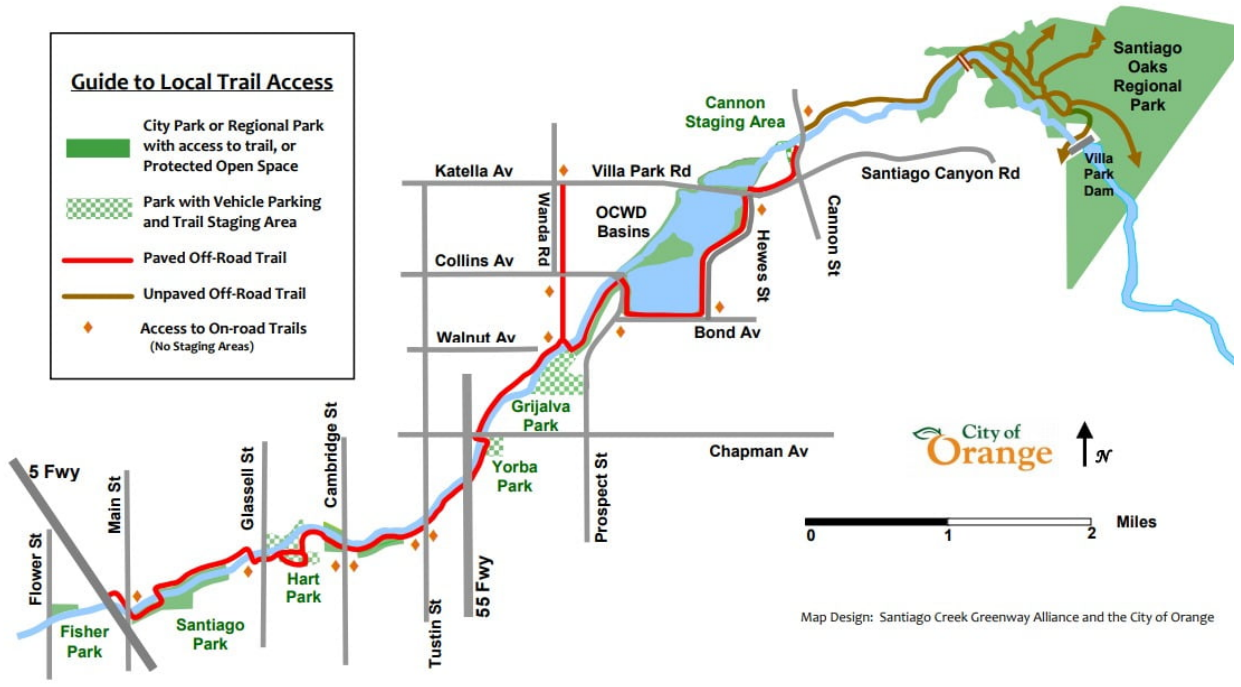 Guide to Local Trail Access
City Park or Regional Park
with access to trail, or
Protected Open Space
Park with Vehicle Parking
and Trail Staging Area
Paved Off-Road Trail
Unpaved Off-Road Trail
Access to On-road Trails
(No Staging Areas)
Santiago
Oaks
Regional
Park
Cannon
Staging Area
Katella Av
Villa Park Rd
Santiago Canyon Rd
Villa
Park
Dam
Wanda Rd
OCWD
Basins
Hewes St
Cannon St
Collins Av
Walnut Av
Bond Av
Grijalva
Park
Chapman Av
Yorba
Park
Prospect St
City of
Orange
N
5 Fwy
Main St
Glassell St
Cambridge St
Flower St
Hart
Park
Tustin St
55 Fwy
Santiago
Park
Fisher
Park
0 1 2 Miles
Map Design: Santiago Creek Greenway Alliance and the City of Orange